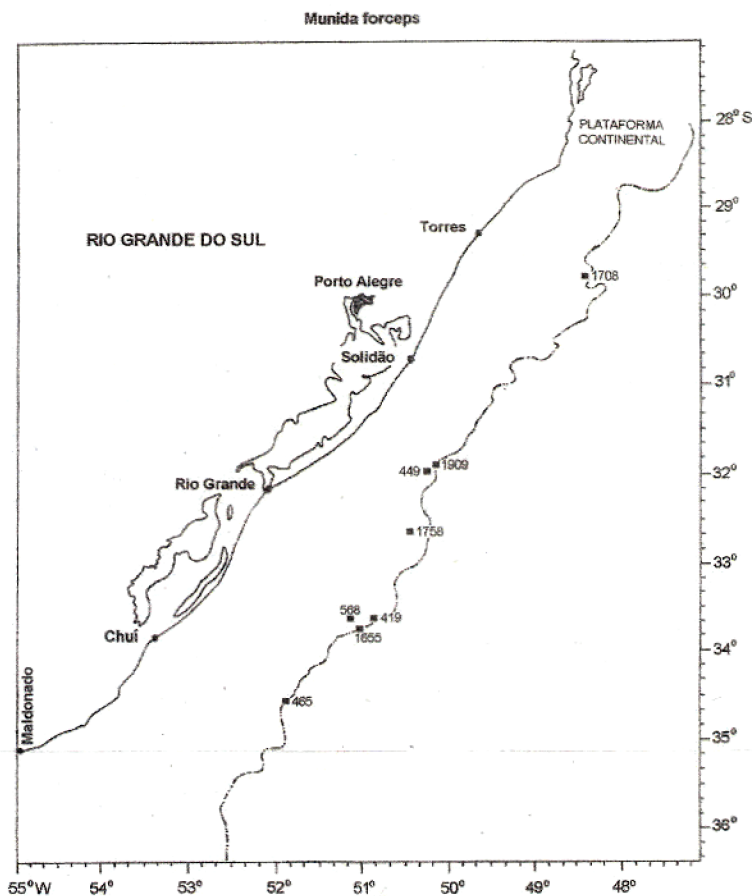 Munida forceps
28° S
PLATAFORMA
CONTINENTAL
29°
Torres
RIO GRANDE DO SUL
1708
Porto Alegre
30°
Solidão
31°
1909
449
32°
Rio Grande
1758
33°
568
419
1655
Chuí
34°
465
Maldonado
35°
36°
55°W
54°
53°
52°
51°
50°
49°
48°